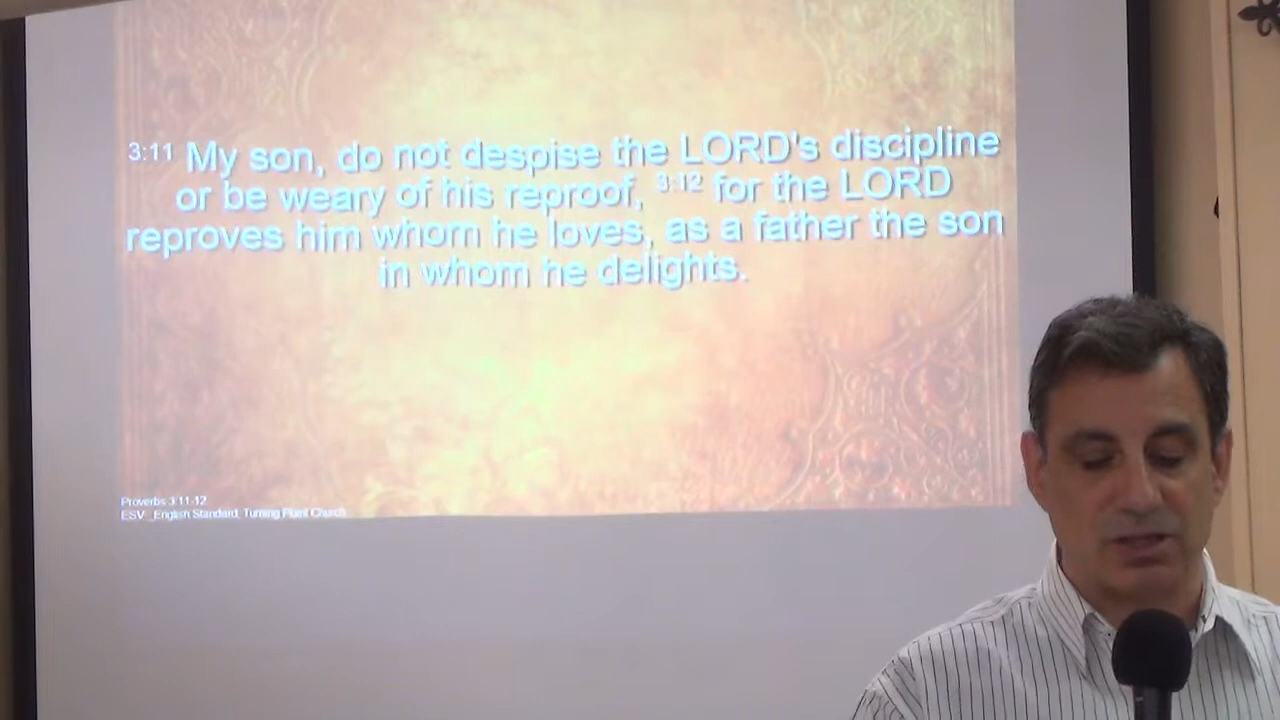 3:11 My son, do not despise the LORD's discipline
or be weary of his reproof, 3:12 for the LORD
reproves him whom he loves, as a father the son
in whom he delights.
Proverbs 3:11-12
ESV _English Standard, Turning Point Church